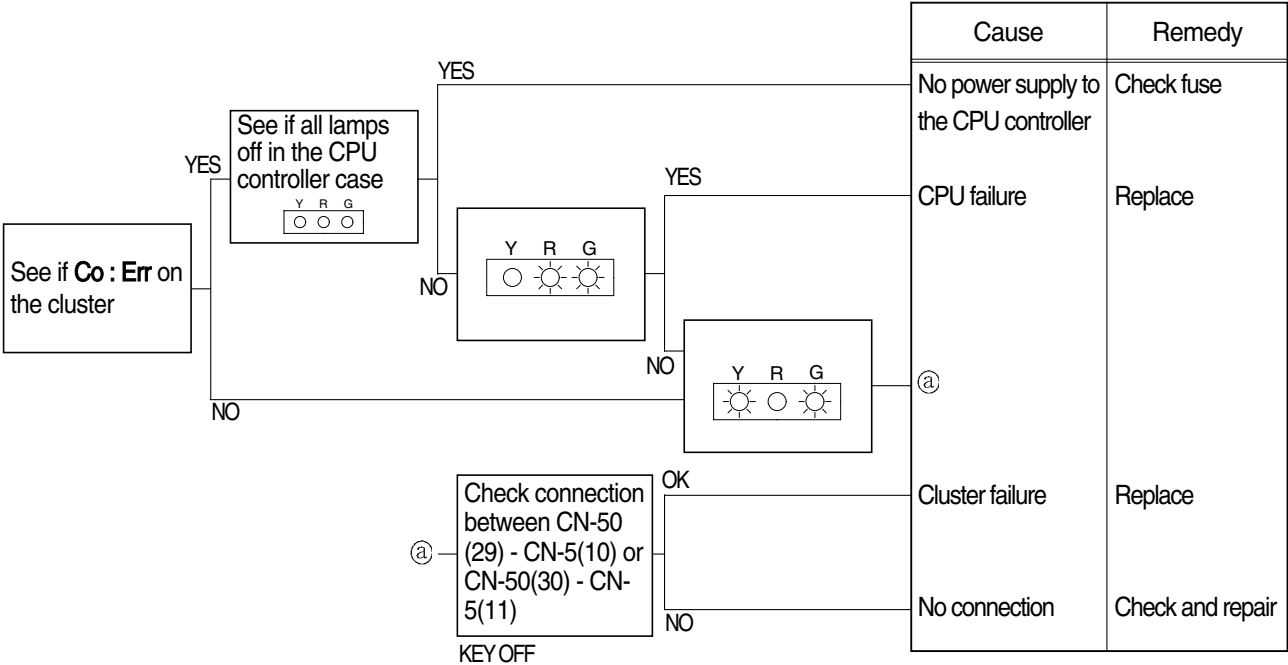 Cause Remedy
YES
No power supply to Check fuse
the CPU controller
See if all lamps
off in the CPU
controller case
Y R G
YES
YES
CPU failure Replace
See if Co : Err on
the cluster
Y R G
NO
NO
Y R G
ⓐ
NO
Check connection
between CN-50
(29) - CN-5(10) or
CN-50(30) - CN-
5(11)
OK
Cluster failure Replace
ⓐ
No connection Check and repair
NO
KEY OFF